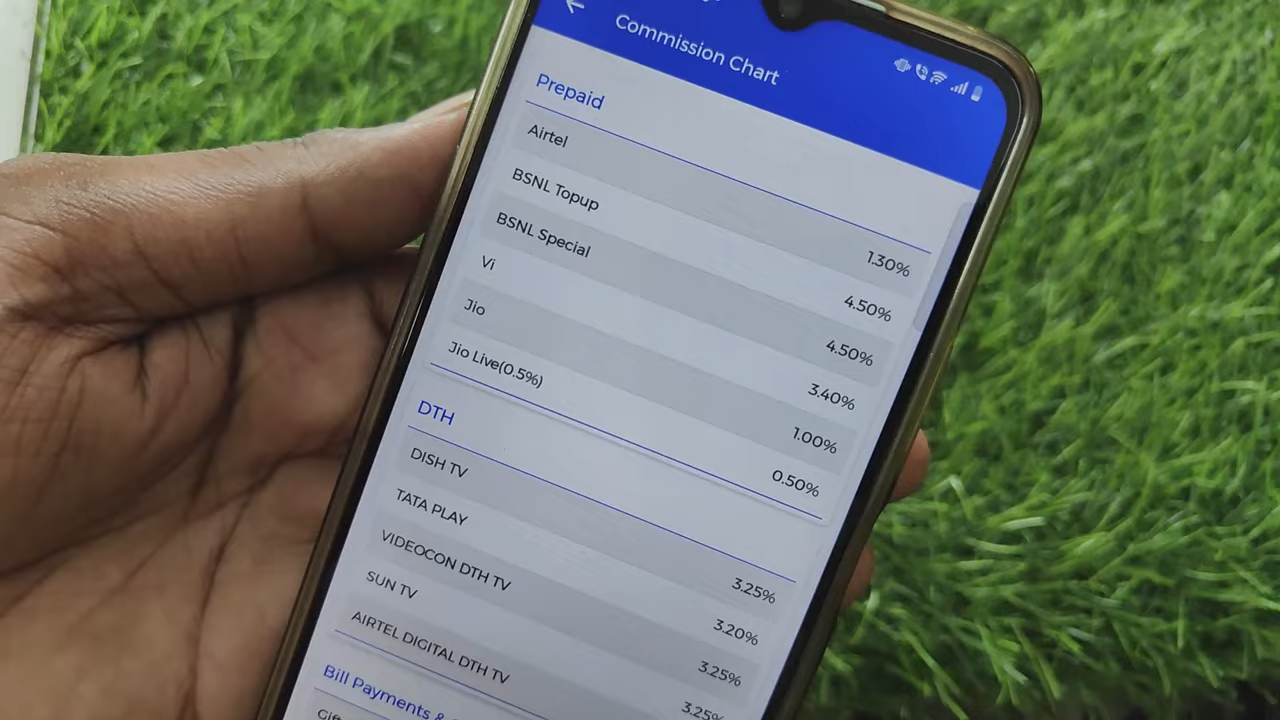 Commission Chart
Prepaid
Airtel 1.30%
BSNL Topup 4.50%
BSNL Special 4.50%
Vi 3.40%
Jio 1.00%
Jio Live(0.5%) 0.50%
DTH
DISH TV 3.25%
TATA PLAY 3.20%
VIDEOCON DTH TV 3.25%
SUN TV 3.25%
AIRTEL DIGITAL DTH TV
Bill Payments &